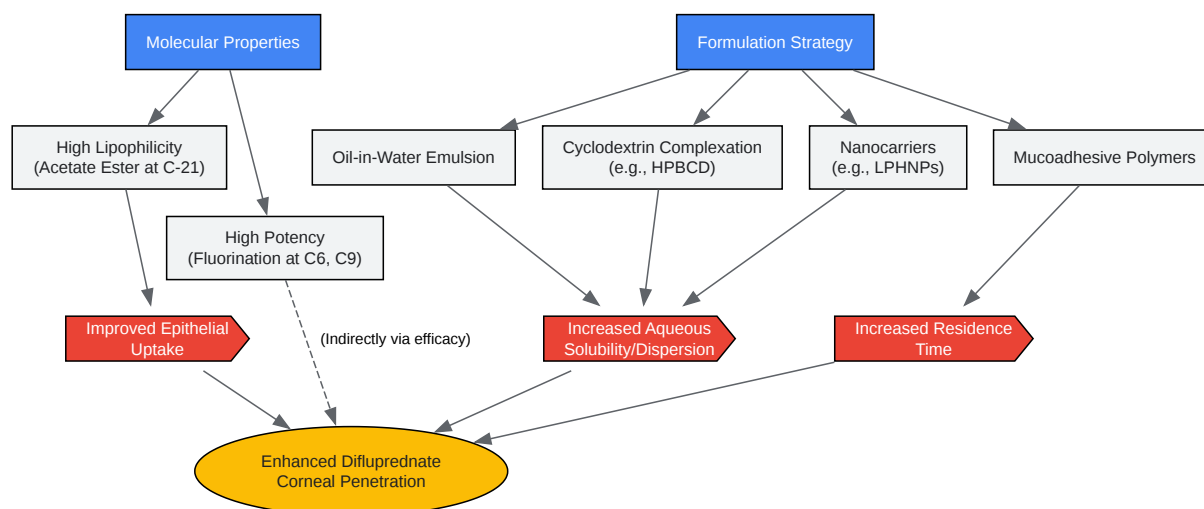 Molecular Properties
Formulation Strategy
High Lipophilicity
(Acetate Ester at C-21)
Oil-in-Water Emulsion
Cyclodextrin Complexation
(e.g., HPBCD)
Nanocarriers
(e.g., LPHNPs)
Mucoadhesive Polymers
High Potency
(Fluorination at C6, C9)
Improved Epithelial
Uptake
(Indirectly via efficacy)
Increased Aqueous
Solubility/Dispersion
Increased Residence
Time
Enhanced Difluprednate
Corneal Penetration